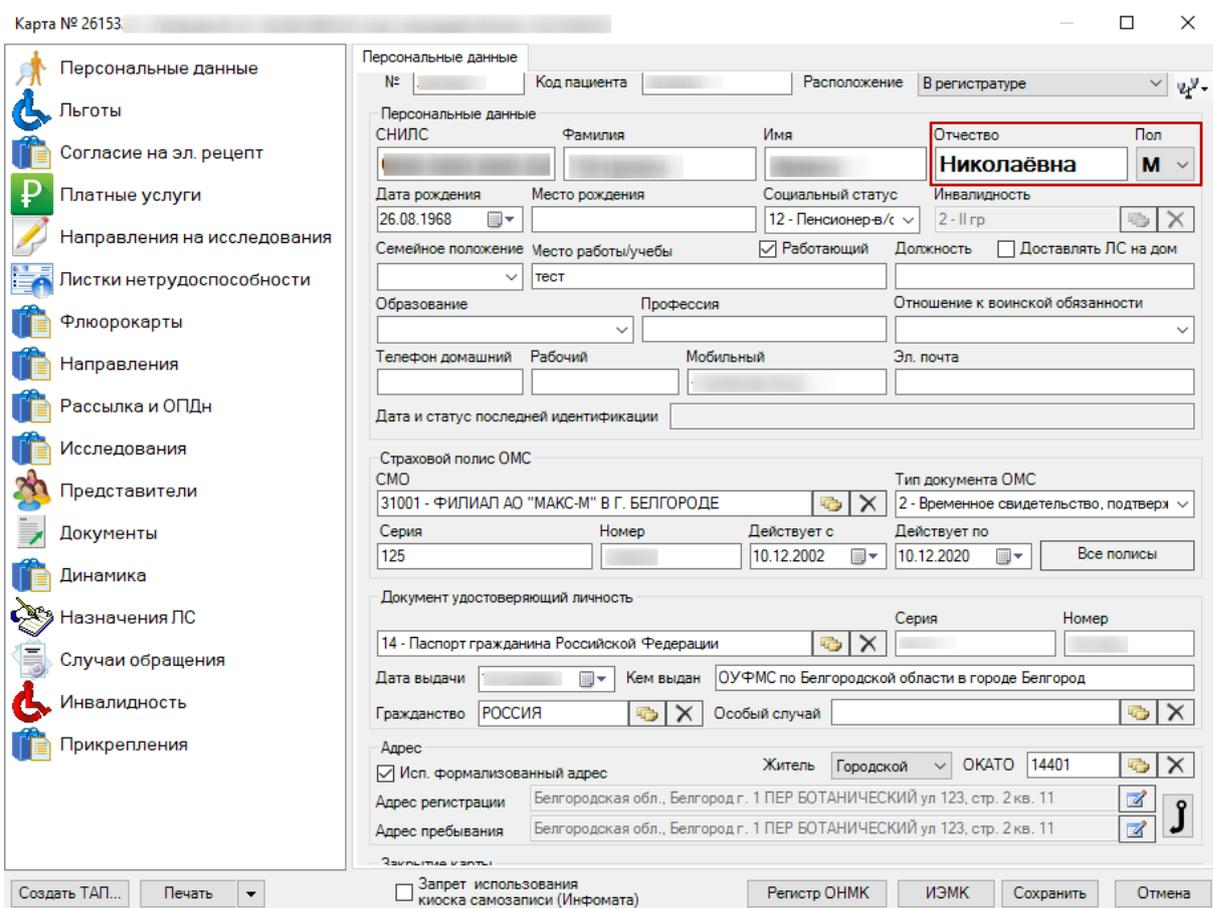 Карта № 26153
Персональные данные
Льготы
Согласие на эл. рецепт
Платные услуги
Направления на исследования
Листки нетрудоспособности
Флюорокарты
Направления
Рассылка и ОПДн
Исследования
Представители
Документы
Динамика
Назначения ЛС
Случаи обращения
Инвалидность
Прикрепления
Персональные данные
№ Код пациента Расположение В регистратуре
Персональные данные
СНИЛС Фамилия Имя Отчество Пол
Николаёвна М
Дата рождения Место рождения Социальный статус Инвалидность
26.08.1968 12 - Пенсионер-в/с 2 - II гр
Семейное положение Место работы/учебы Работающий Должность Доставлять ЛС на дом
тест
Образование Профессия Отношение к воинской обязанности
Телефон домашний Рабочий Мобильный Эл. почта
Дата и статус последней идентификации
Страховой полис ОМС
СМО Тип документа ОМС
31001 - ФИЛИАЛ АО "МАКС-М" В Г. БЕЛГОРОДЕ 2 - Временное свидетельство, подтверж
Серия Номер Действует с Действует по
125 10.12.2002 10.12.2020 Все полисы
Документ удостоверяющий личность
Серия Номер
14 - Паспорт гражданина Российской Федерации
Дата выдачи Кем выдан ОУФМС по Белгородской области в городе Белгород
Гражданство РОССИЯ Особый случай
Адрес
Исп. формализованный адрес Житель Городской ОКАТО 14401
Адрес регистрации Белгородская обл., Белгород г. 1 ПЕР БОТАНИЧЕСКИЙ ул 123, стр. 2 кв. 11
Адрес пребывания Белгородская обл., Белгород г. 1 ПЕР БОТАНИЧЕСКИЙ ул 123, стр. 2 кв. 11
Закрытие карты
Создать ТАП... Печать Запрет использования
киоска самозаписи (Инфомата) Регистр ОНМК ИЭМК Сохранить Отмена